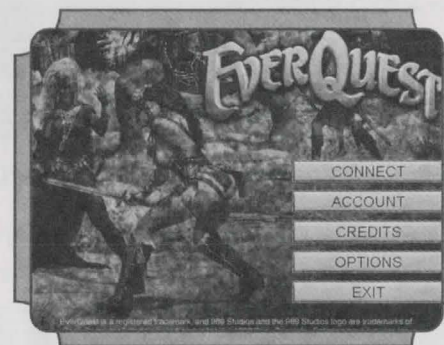 EverQuest
CONNECT
ACCOUNT
CREDITS
OPTIONS
EXIT
EverQuest is a registered trademark, and 989 Studios and the 989 Studios logo are trademarks of